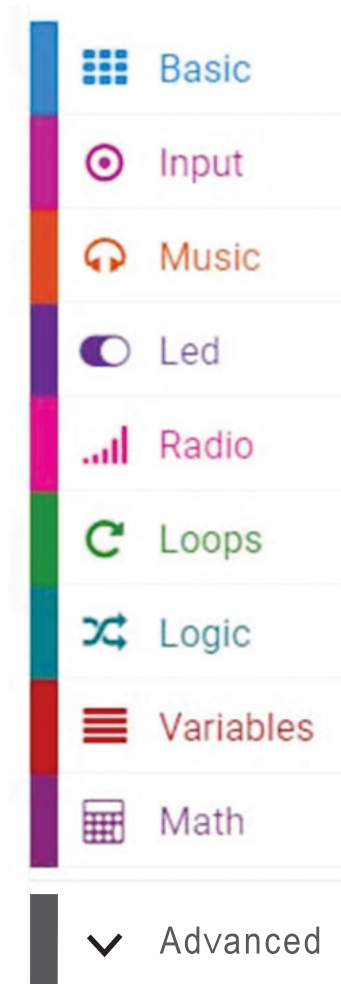 Basic
Input
Music
Led
Radio
Loops
Logic
Variables
Math
Advanced